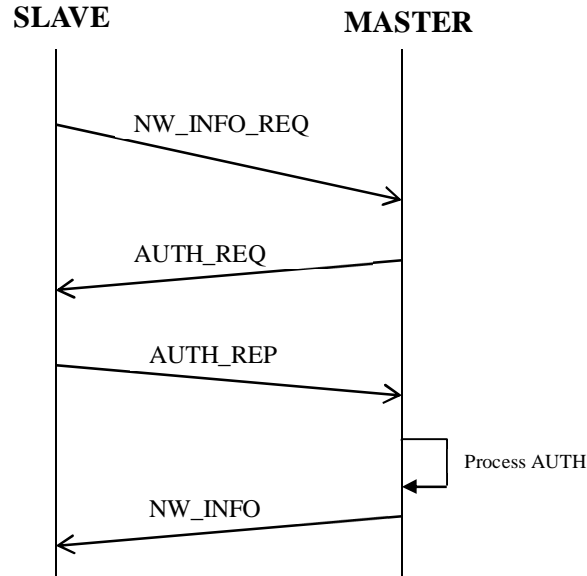 SLAVE
MASTER
NW_INFO_REQ
AUTH_REQ
AUTH_REP
Process AUTH
NW_INFO